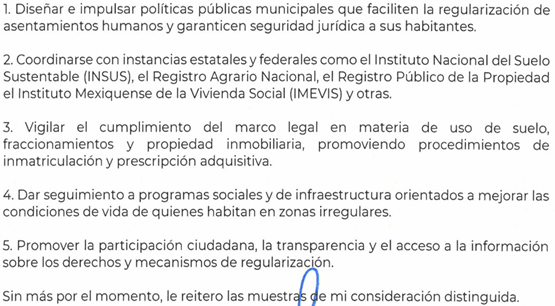 1. Diseñar e impulsar políticas públicas municipales que faciliten la regularización de
asentamientos humanos y garanticen seguridad jurídica a sus habitantes.
2. Coordinarse con instancias estatales y federales como el Instituto Nacional del Suelo
Sustentable (INSUS), el Registro Agrario Nacional, el Registro Público de la Propiedad
el Instituto Mexiquense de la Vivienda Social (IMEVIS) y otras.
3. Vigilar el cumplimiento del marco legal en materia de uso de suelo,
fraccionamientos y propiedad inmobiliaria, promoviendo procedimientos de
inmatriculación y prescripción adquisitiva.
4. Dar seguimiento a programas sociales y de infraestructura orientados a mejorar las
condiciones de vida de quienes habitan en zonas irregulares.
5. Promover la participación ciudadana, la transparencia y el acceso a la información
sobre los derechos y mecanismos de regularización.
Sin más por el momento, le reitero las muestras de mi consideración distinguida.